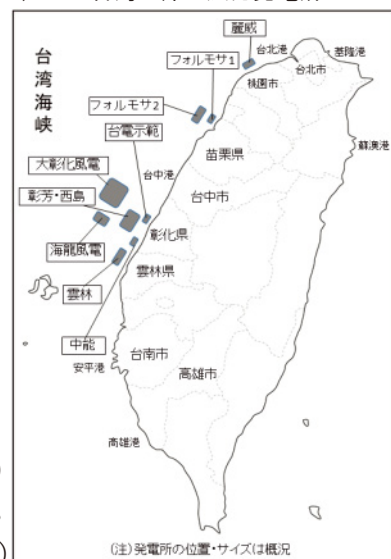 麗威
台北港
基隆港
フォルモサ1
台北市
桃園市
台湾海峡
フォルモサ2
蘇澳港
台電示範
苗栗県
大彰化風電
台中港
台中市
彰芳・西島
彰化県
海龍風電
雲林県
雲林
中能
台南市
安平港
高雄市
高雄港
(注)発電所の位置・サイズは概況